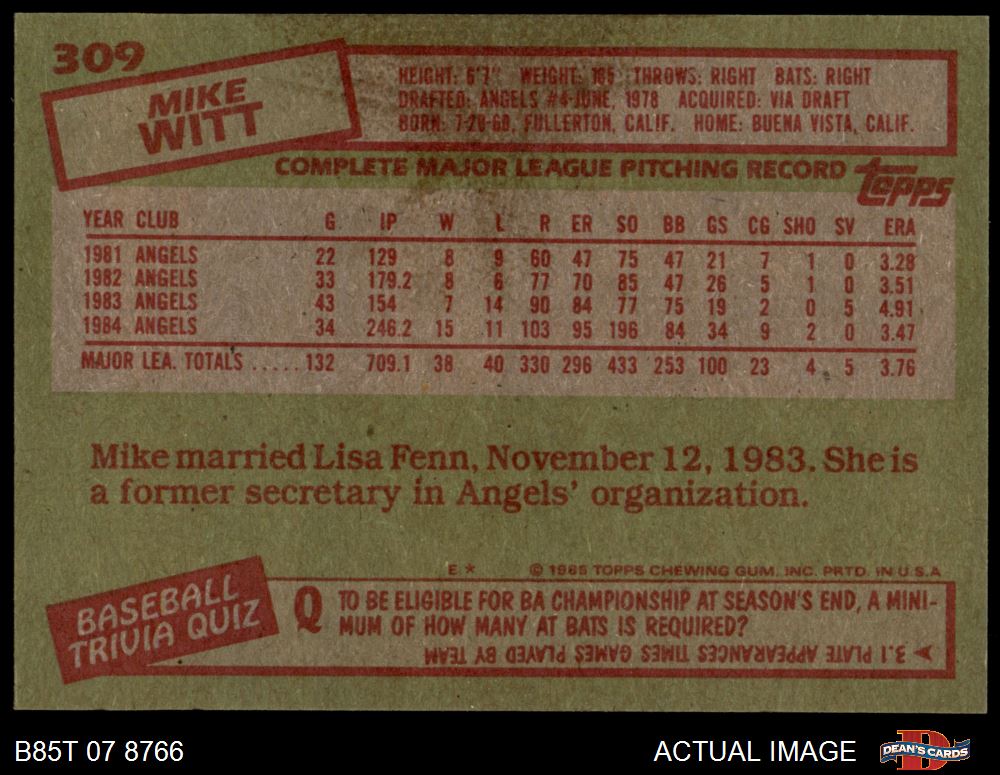 309
MIKE
WITT
HEIGHT: 6'7" WEIGHT: 185 THROWS: RIGHT BATS: RIGHT
DRAFTED: ANGELS #4-JUNE, 1978 ACQUIRED: VIA DRAFT
BORN: 7-20-60, FULLERTON, CALIF. HOME: BUENA VISTA, CALIF.
COMPLETE MAJOR LEAGUE PITCHING RECORD topps
YEAR CLUB G IP W L R ER SO BB GS CG SHO SV ERA
1981 ANGELS 22 129 8 9 60 47 75 47 21 7 1 0 3.28
1982 ANGELS 33 179.2 8 6 77 70 85 47 26 5 1 0 3.51
1983 ANGELS 43 154 7 14 90 84 77 75 19 2 0 5 4.91
1984 ANGELS 34 246.2 15 11 103 95 196 84 34 9 2 0 3.47
MAJOR LEA. TOTALS ..... 132 709.1 38 40 330 296 433 253 100 23 4 5 3.76
Mike married Lisa Fenn, November 12, 1983. She is
a former secretary in Angels' organization.
E * © 1985 TOPPS CHEWING GUM, INC. PRTD. IN U.S.A
BASEBALL
TRIVIA QUIZ
Q TO BE ELIGIBLE FOR BA CHAMPIONSHIP AT SEASON'S END, A MINI-
MUM OF HOW MANY AT BATS IS REQUIRED?
3.1 PLATE APPEARANCES TIMES GAMES PLAYED BY TEAM
B85T 07 8766 ACTUAL IMAGE DEAN'S CARDS